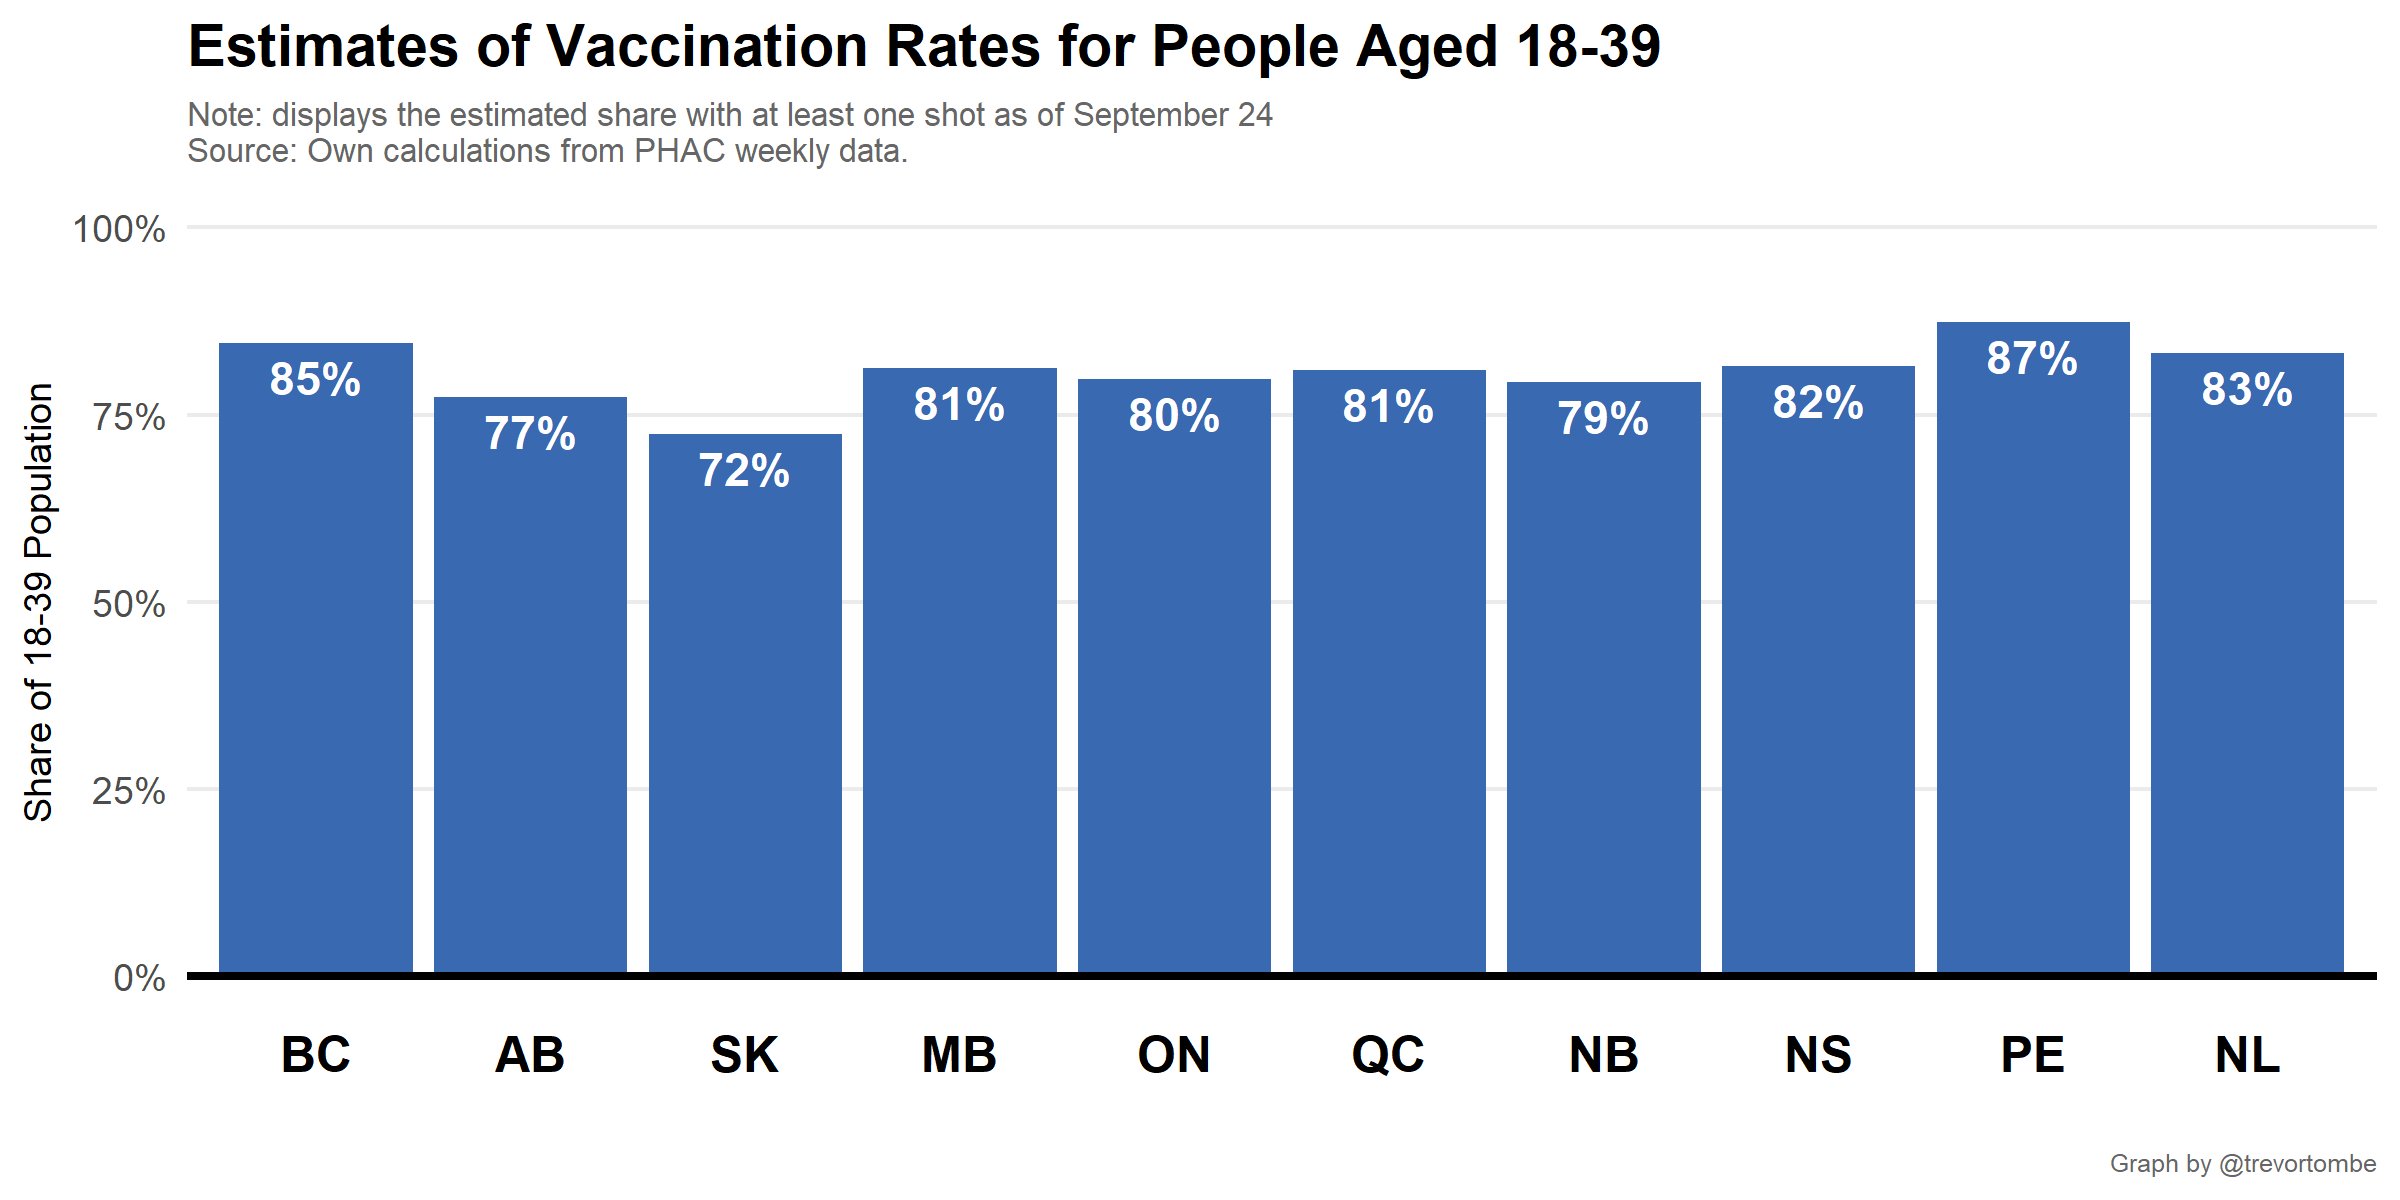 Estimates of Vaccination Rates for People Aged 18-39
Note: displays the estimated share with at least one shot as of September 24
Source: Own calculations from PHAC weekly data.
Share of 18-39 Population
100%
75%
50%
25%
0%
85%
77%
72%
81%
80%
81%
79%
82%
87%
83%
BC
AB
SK
MB
ON
QC
NB
NS
PE
NL
Graph by @trevortombe